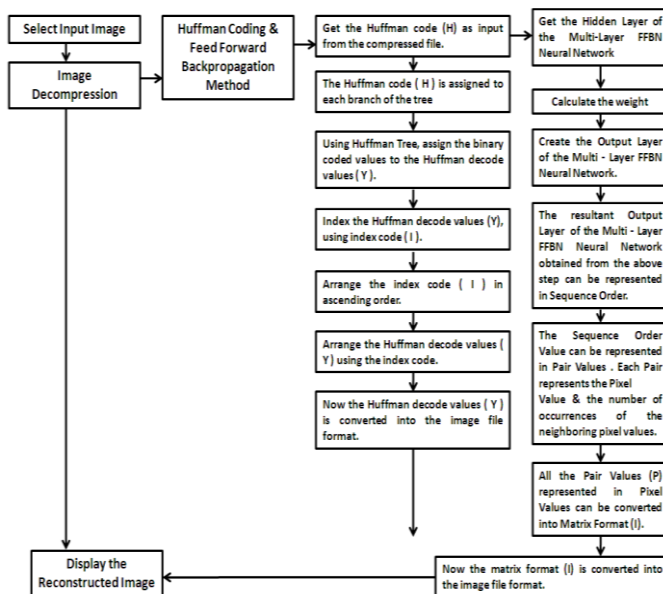 Select Input Image
Image
Decompression
Huffman Coding &
Feed Forward
Backpropagation
Method
Get the Huffman code (H) as input
from the compressed file.
The Huffman code ( H ) is assigned to
each branch of the tree
Using Huffman Tree, assign the binary
coded values to the Huffman decode
values ( Y ).
Index the Huffman decode values (Y),
using index code ( I ).
Arrange the index code ( I ) in
ascending order.
Arrange the Huffman decode values (
Y ) using the index code.
Now the Huffman decode values ( Y )
is converted into the image file
format.
Get the Hidden Layer of
the Multi-Layer FFBN
Neural Network
Calculate the weight
Create the Output Layer
of the Multi - Layer FFBN
Neural Network.
The resultant Output
Layer of the Multi - Layer
FFBN Neural Network
obtained from the above
step can be represented
in Sequence Order.
The Sequence Order
Value can be represented
in Pair Values . Each Pair
represents the Pixel
Value & the number of
occurrences of the
neighboring pixel values.
All the Pair Values (P)
represented in Pixel
Values can be converted
into Matrix Format (I).
Now the matrix format (I) is converted into
the image file format.
Display the
Reconstructed Image